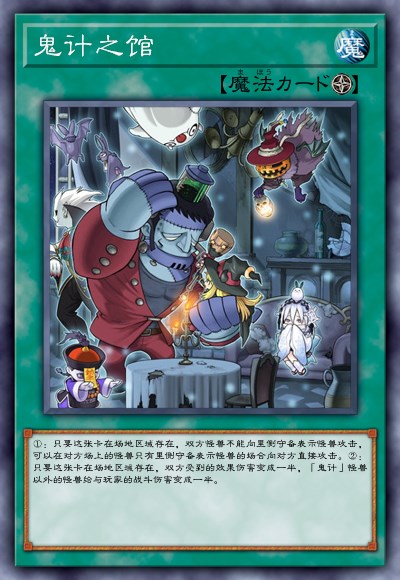 鬼计之馆
魔
【魔法カード】
まほう
①：只要这张卡在场地区域存在，双方怪兽不能向里侧守备表示怪兽攻击，
可以在对方场上的怪兽只有里侧守备表示怪兽的场合向对方直接攻击。②：
只要这张卡在场地区域存在，双方受到的效果伤害变成一半，「鬼计」怪兽
以外的怪兽给与玩家的战斗伤害变成一半。